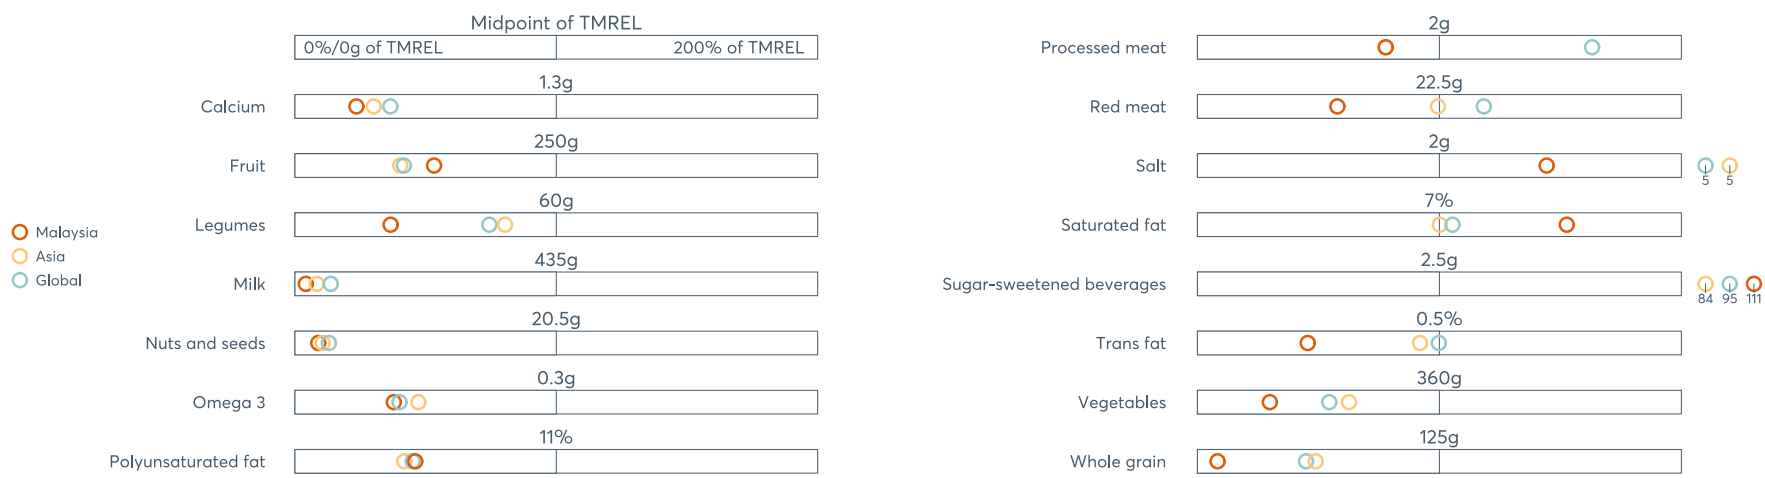 Midpoint of TMREL
0%/0g of TMREL 200% of TMREL
1.3g
Calcium
250g
Fruit
60g
Legumes
435g
Milk
20.5g
Nuts and seeds
0.3g
Omega 3
11%
Polyunsaturated fat
Malaysia
Asia
Global
2g
Processed meat
22.5g
Red meat
2g
Salt
5 5
7%
Saturated fat
2.5g
Sugar-sweetened beverages
84 95 111
0.5%
Trans fat
360g
Vegetables
125g
Whole grain